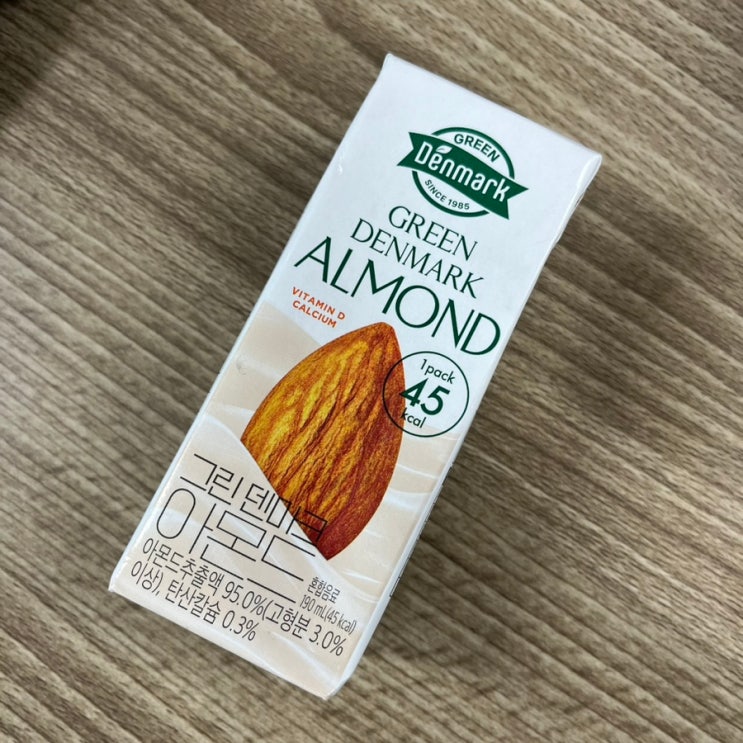 GREEN
Denmark
SINCE 1985
GREEN
DENMARK
ALMOND
VITAMIN D
CALCIUM
1 pack
45
kcal
그린 덴마크
아몬드
혼합음료
190 mL(45 kcal)
아몬드추출액 95.0%(고형분 3.0%
이상), 탄산칼슘 0.3%